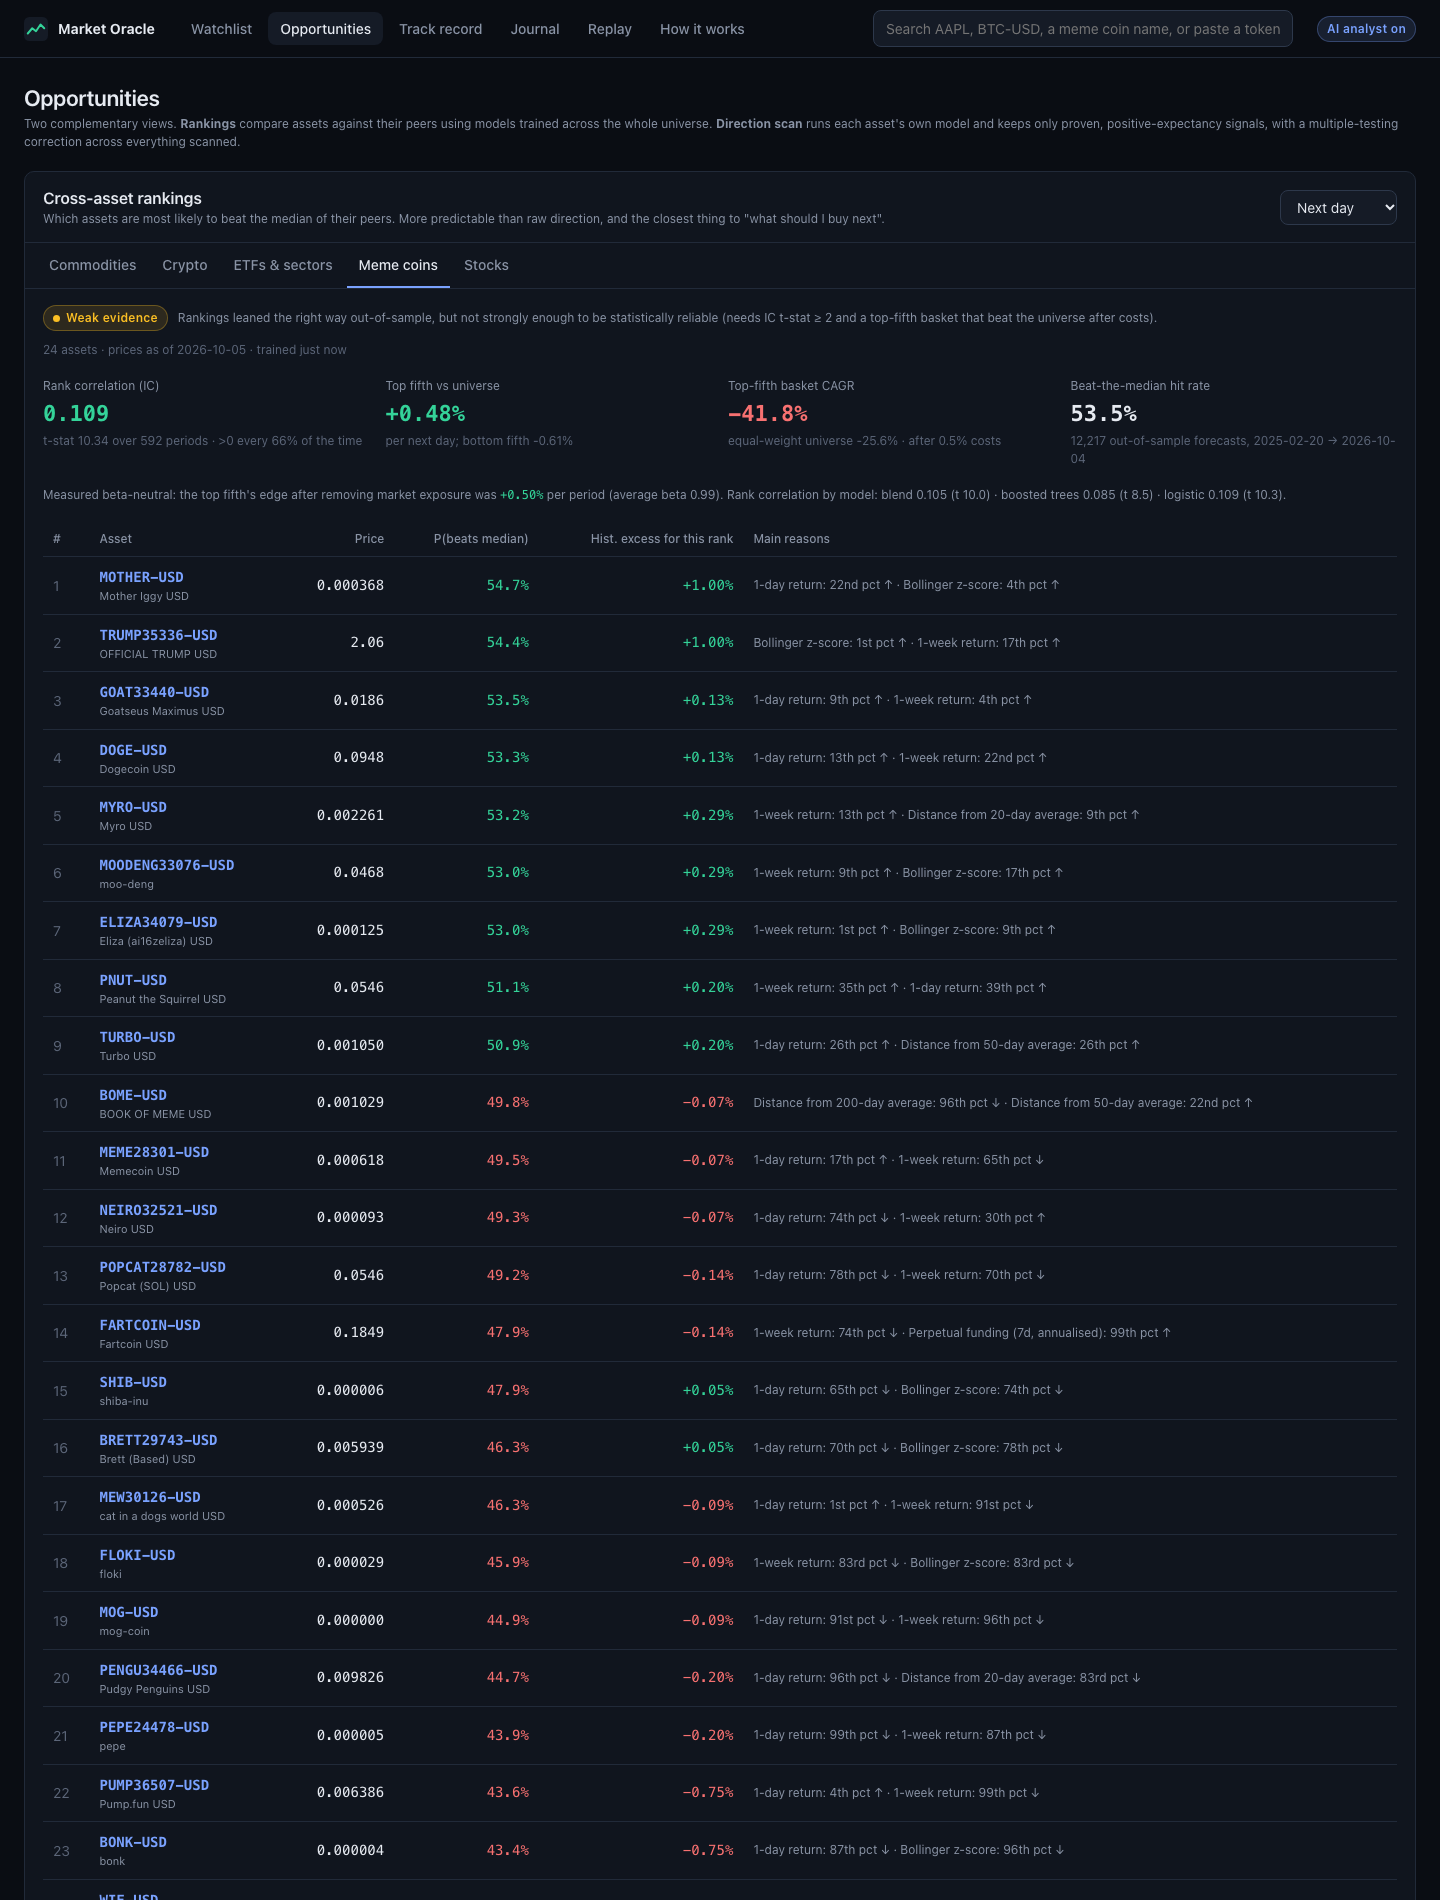 Market Oracle
Watchlist
Opportunities
Track record
Journal
Replay
How it works
Search AAPL, BTC-USD, a meme coin name, or paste a token
AI analyst on
Opportunities
Two complementary views. Rankings compare assets against their peers using models trained across the whole universe. Direction scan runs each asset's own model and keeps only proven, positive-expectancy signals, with a multiple-testing
correction across everything scanned.
Cross-asset rankings
Which assets are most likely to beat the median of their peers. More predictable than raw direction, and the closest thing to "what should I buy next".
Next day
Commodities
Crypto
ETFs & sectors
Meme coins
Stocks
Weak evidence
Rankings leaned the right way out-of-sample, but not strongly enough to be statistically reliable (needs IC t-stat ≥ 2 and a top-fifth basket that beat the universe after costs).
24 assets · prices as of 2026-10-05 · trained just now
Rank correlation (IC)
0.109
t-stat 10.34 over 592 periods · >0 every 66% of the time
Top fifth vs universe
+0.48%
per next day; bottom fifth -0.61%
Top-fifth basket CAGR
−41.8%
equal-weight universe -25.6% · after 0.5% costs
Beat-the-median hit rate
53.5%
12,217 out-of-sample forecasts, 2025-02-20 → 2026-10-
04
Measured beta-neutral: the top fifth's edge after removing market exposure was +0.50% per period (average beta 0.99). Rank correlation by model: blend 0.105 (t 10.0) · boosted trees 0.085 (t 8.5) · logistic 0.109 (t 10.3).
# Asset Price P(beats median) Hist. excess for this rank Main reasons
1 MOTHER-USD 0.000368 54.7% +1.00% 1-day return: 22nd pct ↑ · Bollinger z-score: 4th pct ↑
Mother Iggy USD
2 TRUMP35336-USD 2.06 54.4% +1.00% Bollinger z-score: 1st pct ↑ · 1-week return: 17th pct ↑
OFFICIAL TRUMP USD
3 GOAT33440-USD 0.0186 53.5% +0.13% 1-day return: 9th pct ↑ · 1-week return: 4th pct ↑
Goatseus Maximus USD
4 DOGE-USD 0.0948 53.3% +0.13% 1-day return: 13th pct ↑ · 1-week return: 22nd pct ↑
Dogecoin USD
5 MYRO-USD 0.002261 53.2% +0.29% 1-week return: 13th pct ↑ · Distance from 20-day average: 9th pct ↑
Myro USD
6 MOODENG33076-USD 0.0468 53.0% +0.29% 1-week return: 9th pct ↑ · Bollinger z-score: 17th pct ↑
moo-deng
7 ELIZA34079-USD 0.000125 53.0% +0.29% 1-week return: 1st pct ↑ · Bollinger z-score: 9th pct ↑
Eliza (ai16zeliza) USD
8 PNUT-USD 0.0546 51.1% +0.20% 1-week return: 35th pct ↑ · 1-day return: 39th pct ↑
Peanut the Squirrel USD
9 TURBO-USD 0.001050 50.9% +0.20% 1-day return: 26th pct ↑ · Distance from 50-day average: 26th pct ↑
Turbo USD
10 BOME-USD 0.001029 49.8% −0.07% Distance from 200-day average: 96th pct ↓ · Distance from 50-day average: 22nd pct ↑
BOOK OF MEME USD
11 MEME28301-USD 0.000618 49.5% −0.07% 1-day return: 17th pct ↑ · 1-week return: 65th pct ↓
Memecoin USD
12 NEIRO32521-USD 0.000093 49.3% −0.07% 1-day return: 74th pct ↓ · 1-week return: 30th pct ↑
Neiro USD
13 POPCAT28782-USD 0.0546 49.2% −0.14% 1-day return: 78th pct ↓ · 1-week return: 70th pct ↓
Popcat (SOL) USD
14 FARTCOIN-USD 0.1849 47.9% −0.14% 1-week return: 74th pct ↓ · Perpetual funding (7d, annualised): 99th pct ↑
Fartcoin USD
15 SHIB-USD 0.000006 47.9% +0.05% 1-day return: 65th pct ↓ · Bollinger z-score: 74th pct ↓
shiba-inu
16 BRETT29743-USD 0.005939 46.3% +0.05% 1-day return: 70th pct ↓ · Bollinger z-score: 78th pct ↓
Brett (Based) USD
17 MEW30126-USD 0.000526 46.3% −0.09% 1-day return: 1st pct ↑ · 1-week return: 91st pct ↓
cat in a dogs world USD
18 FLOKI-USD 0.000029 45.9% −0.09% 1-week return: 83rd pct ↓ · Bollinger z-score: 83rd pct ↓
floki
19 MOG-USD 0.000000 44.9% −0.09% 1-day return: 91st pct ↓ · 1-week return: 96th pct ↓
mog-coin
20 PENGU34466-USD 0.009826 44.7% −0.20% 1-day return: 96th pct ↓ · Distance from 20-day average: 83rd pct ↓
Pudgy Penguins USD
21 PEPE24478-USD 0.000005 43.9% −0.20% 1-day return: 99th pct ↓ · 1-week return: 87th pct ↓
pepe
22 PUMP36507-USD 0.006386 43.6% −0.75% 1-day return: 4th pct ↑ · 1-week return: 99th pct ↓
Pump.fun USD
23 BONK-USD 0.000004 43.4% −0.75% 1-day return: 87th pct ↓ · Bollinger z-score: 96th pct ↓
bonk
WIF-USD